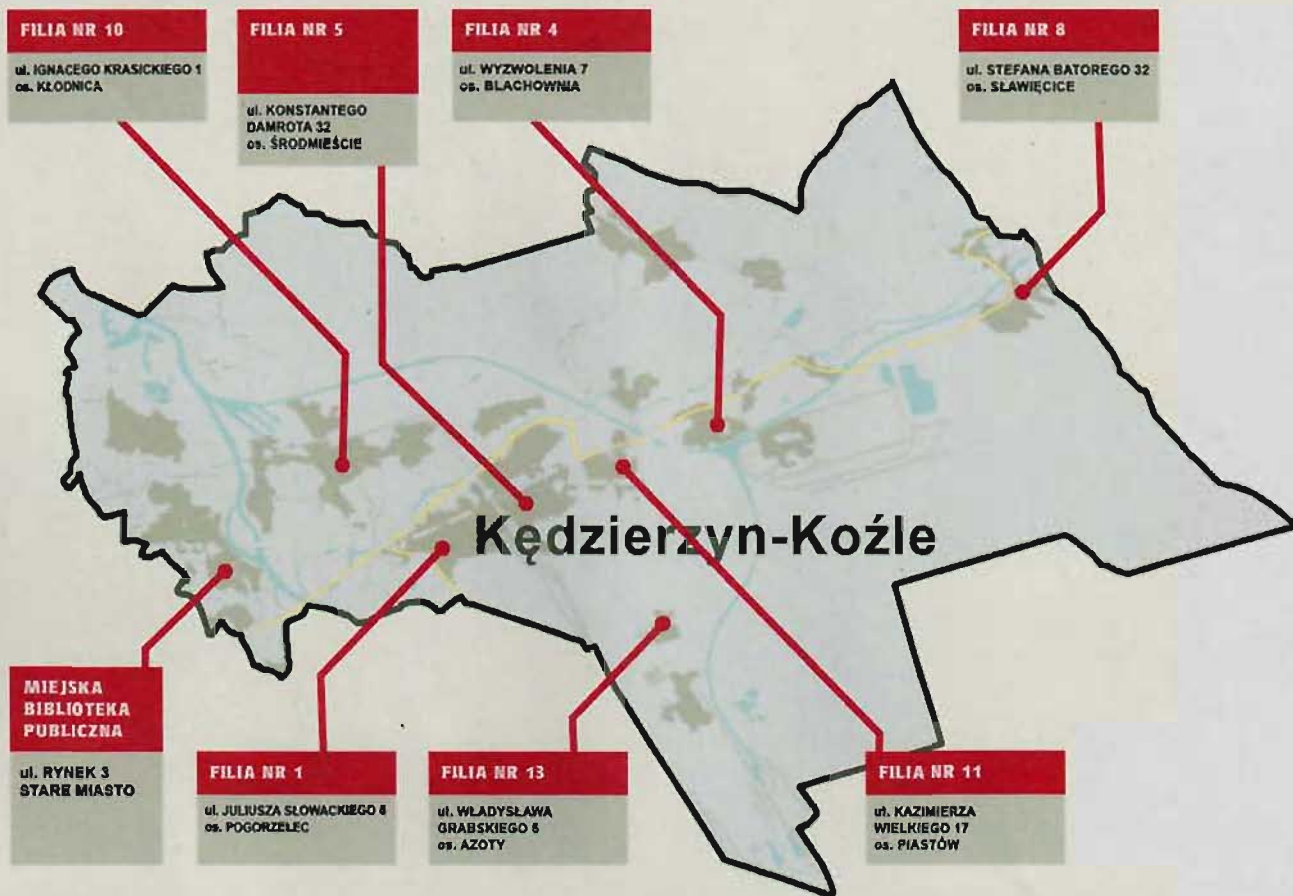 FILIA NR 10
ul. IGNACEGO KRASICKIEGO 1
os. KŁODNICA
FILIA NR 5
ul. KONSTANTEGO
DAMROTA 32
os. ŚRODMIEŚCIE
FILIA NR 4
ul. WYZWOLENIA 7
os. BLACHOWNIA
FILIA NR 8
ul. STEFANA BATOREGO 32
os. SŁAWIĘCICE
Kędzierzyn-Koźle
MIEJSKA
BIBLIOTEKA
PUBLICZNA
ul. RYNEK 3
STARE MIASTO
FILIA NR 1
ul. JULIUSZA SŁOWACKIEGO
os. POGORZELEC
FILIA NR 13
ul. WŁADYSŁAWA
GRABSKIEGO
os. AZOTY
FILIA NR 11
ul. KAZIMIERZA
WIELKIEGO 17
os. PIASTÓW